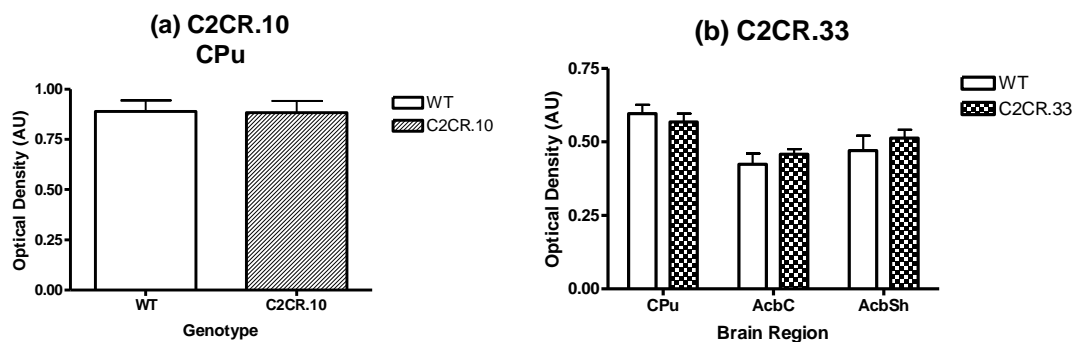 (a) C2CR.10
CPu
1.00
0.75
0.50
0.25
0.00
Optical Density (AU)
WT
C2CR.10
Genotype
WT
C2CR.10
(b) C2CR.33
0.75
0.50
0.25
0.00
Optical Density (AU)
CPu
AcbC
AcbSh
Brain Region
WT
C2CR.33